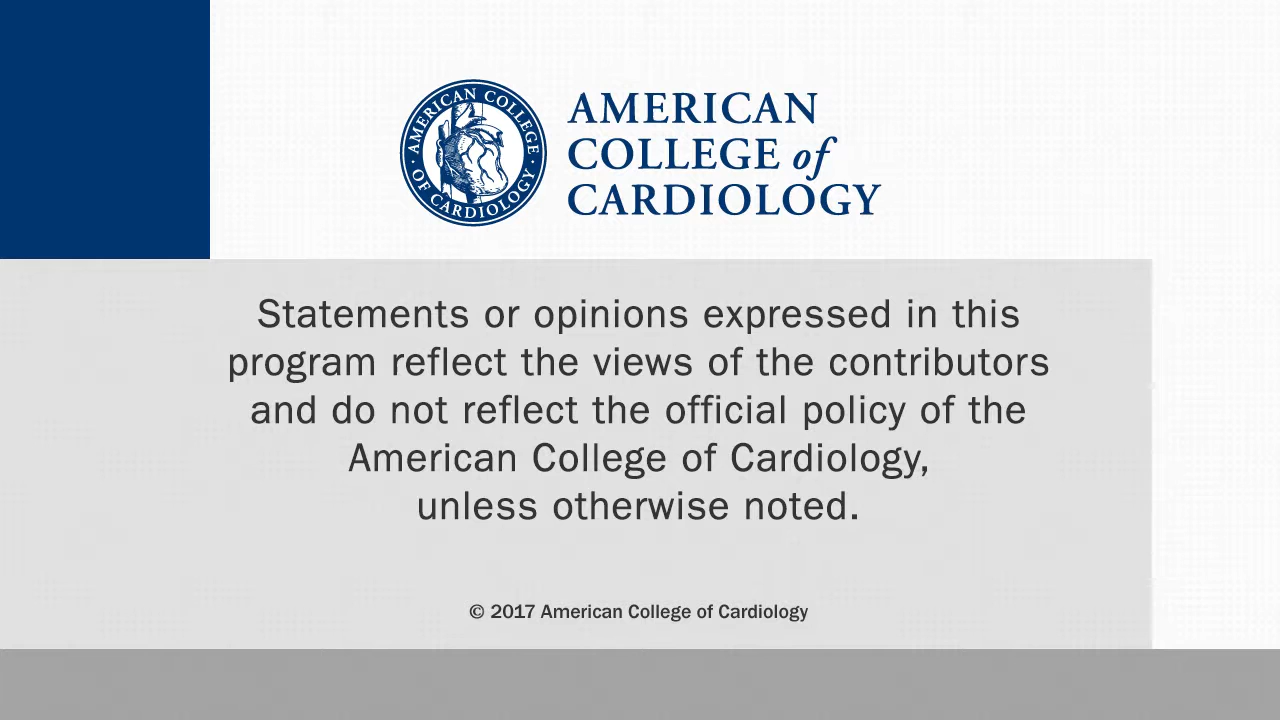 AMERICAN COLLEGE
OF CARDIOLOGY
AMERICAN
COLLEGE of
CARDIOLOGY
Statements or opinions expressed in this
program reflect the views of the contributors
and do not reflect the official policy of the
American College of Cardiology,
unless otherwise noted.
© 2017 American College of Cardiology